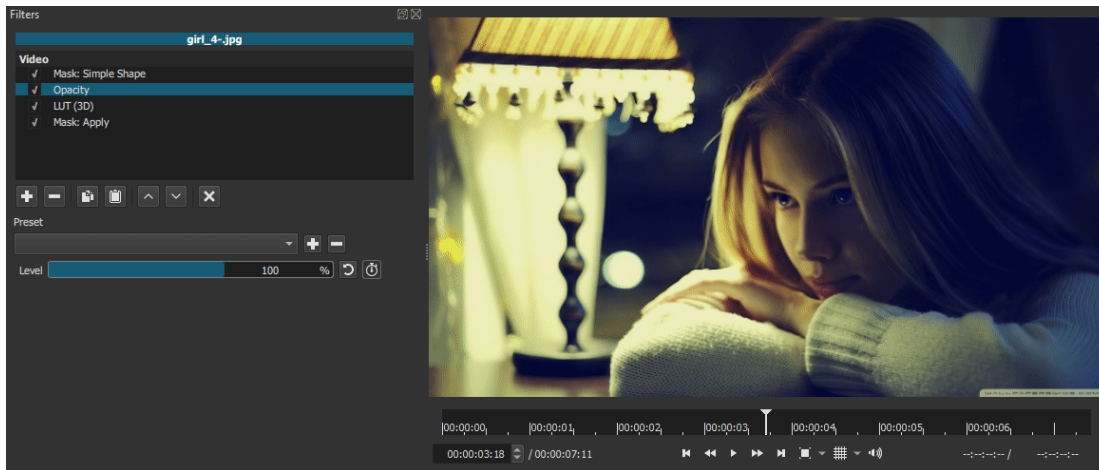 Filters
girl_4-.jpg
Video
Mask: Simple Shape
Opacity
LUT (3D)
Mask: Apply
Preset
Level 100 %
00:00:00 00:00:01 00:00:02 00:00:03 00:00:04 00:00:05 00:00:06
00:00:03:18 / 00:00:07:11 --:--:--:-- / --:--:--:--